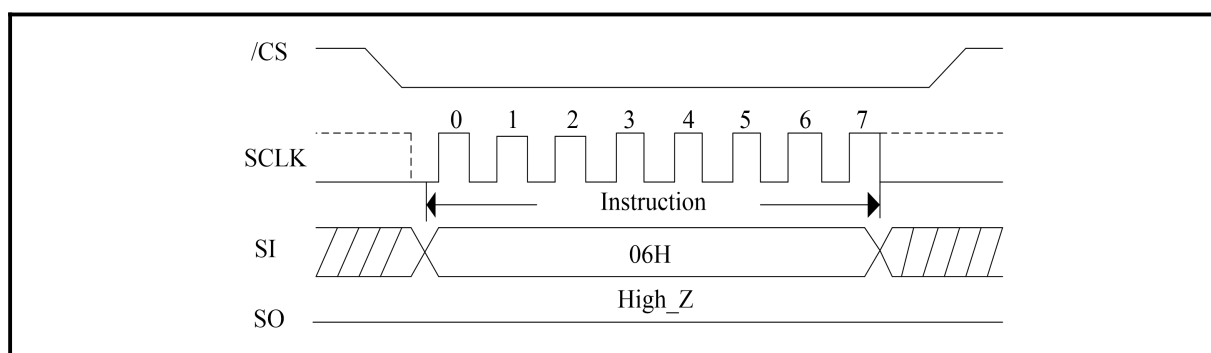 /CS
0 1 2 3 4 5 6 7
SCLK
Instruction
SI
06H
High_Z
SO